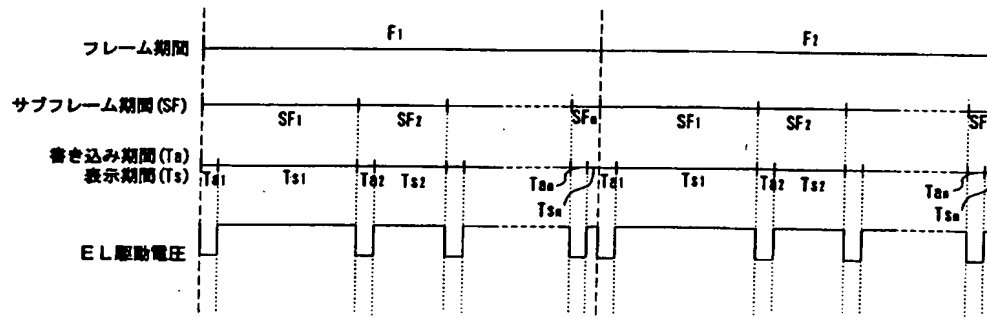 フレーム期間 F1 F2
サブフレーム期間(SF) SF1 SF2 SFn SF1 SF2 SF
書き込み期間(Ta)
表示期間(Ts) Ta1 Ts1 Ta2 Ts2 Tan Tsn Ta1 Ts1 Ta2 Ts2 Tan Tsn
EL駆動電圧